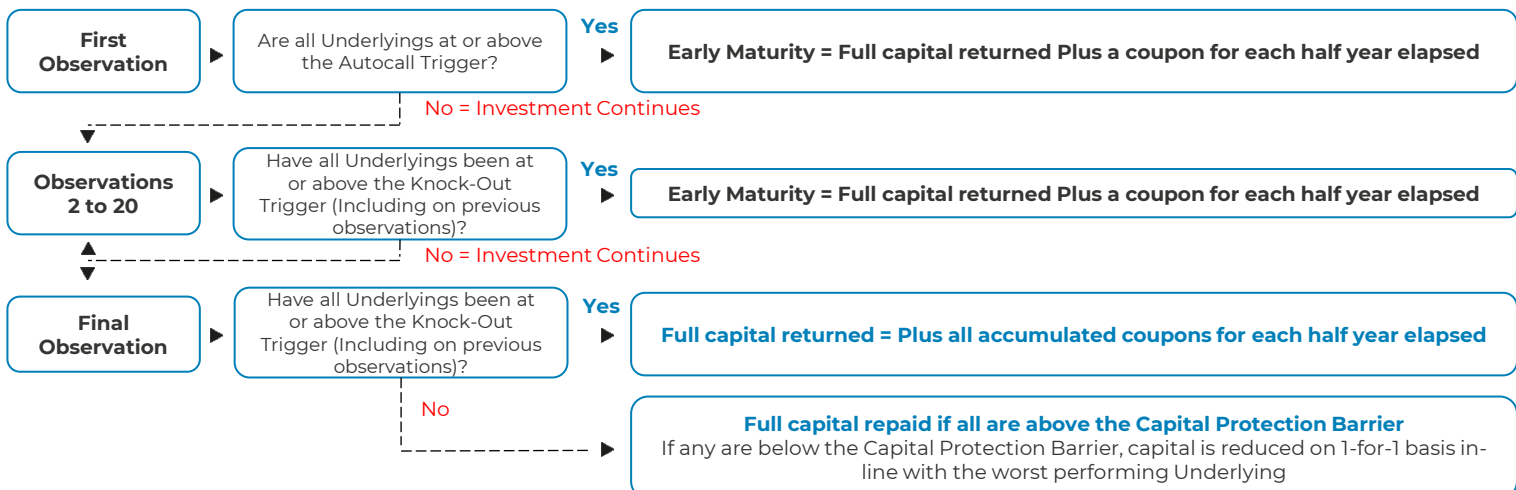 First
Observation
Are all Underlyings at or above
the Autocall Trigger?
Yes
Early Maturity = Full capital returned Plus a coupon for each half year elapsed
No = Investment Continues
Observations
2 to 20
Have all Underlyings been at
or above the Knock-Out
Trigger (Including on previous
observations)?
Yes
Early Maturity = Full capital returned Plus a coupon for each half year elapsed
No = Investment Continues
Final
Observation
Have all Underlyings been at
or above the Knock-Out
Trigger (Including on previous
observations)?
Yes
Full capital returned = Plus all accumulated coupons for each half year elapsed
No
Full capital repaid if all are above the Capital Protection Barrier
If any are below the Capital Protection Barrier, capital is reduced on 1-for-1 basis in-
line with the worst performing Underlying